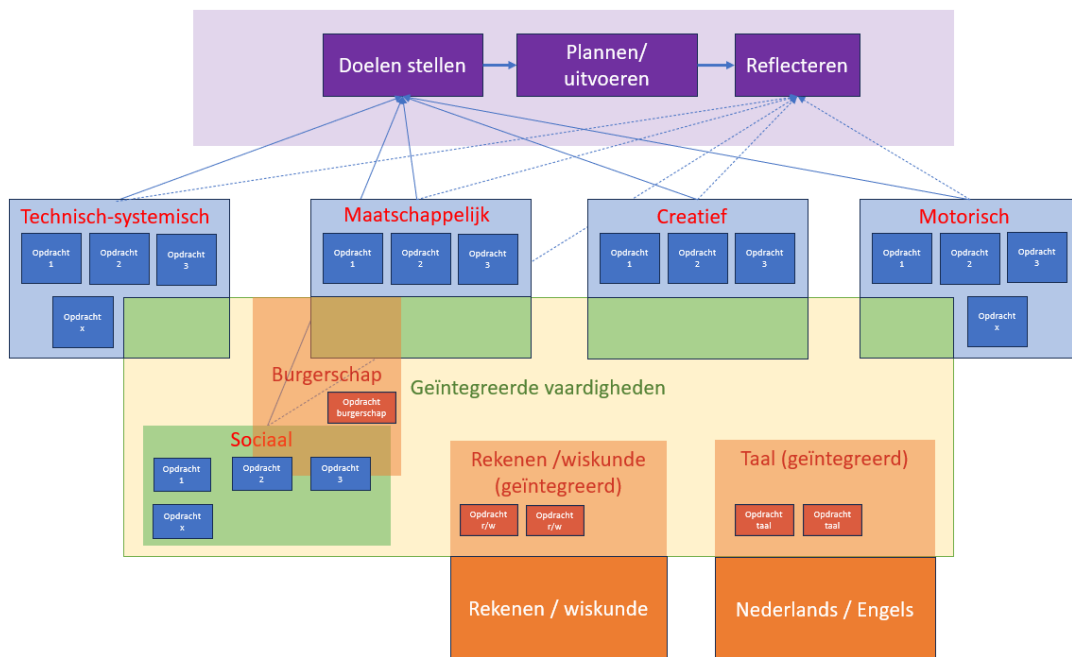 Doelen stellen
Plannen/
uitvoeren
Reflecteren
Technisch-systemisch
Opdracht
1
Opdracht
2
Opdracht
3
Opdracht
x
Maatschappelijk
Opdracht
1
Opdracht
2
Opdracht
3
Creatief
Opdracht
1
Opdracht
2
Opdracht
3
Motorisch
Opdracht
1
Opdracht
2
Opdracht
3
Opdracht
x
Burgerschap
Opdracht
burgerschap
Geïntegreerde vaardigheden
Sociaal
Opdracht
1
Opdracht
2
Opdracht
3
Opdracht
x
Rekenen /wiskunde
(geïntegreerd)
Opdracht
r/w
Opdracht
r/w
Taal (geïntegreerd)
Opdracht
taal
Opdracht
taal
Rekenen / wiskunde
Nederlands / Engels